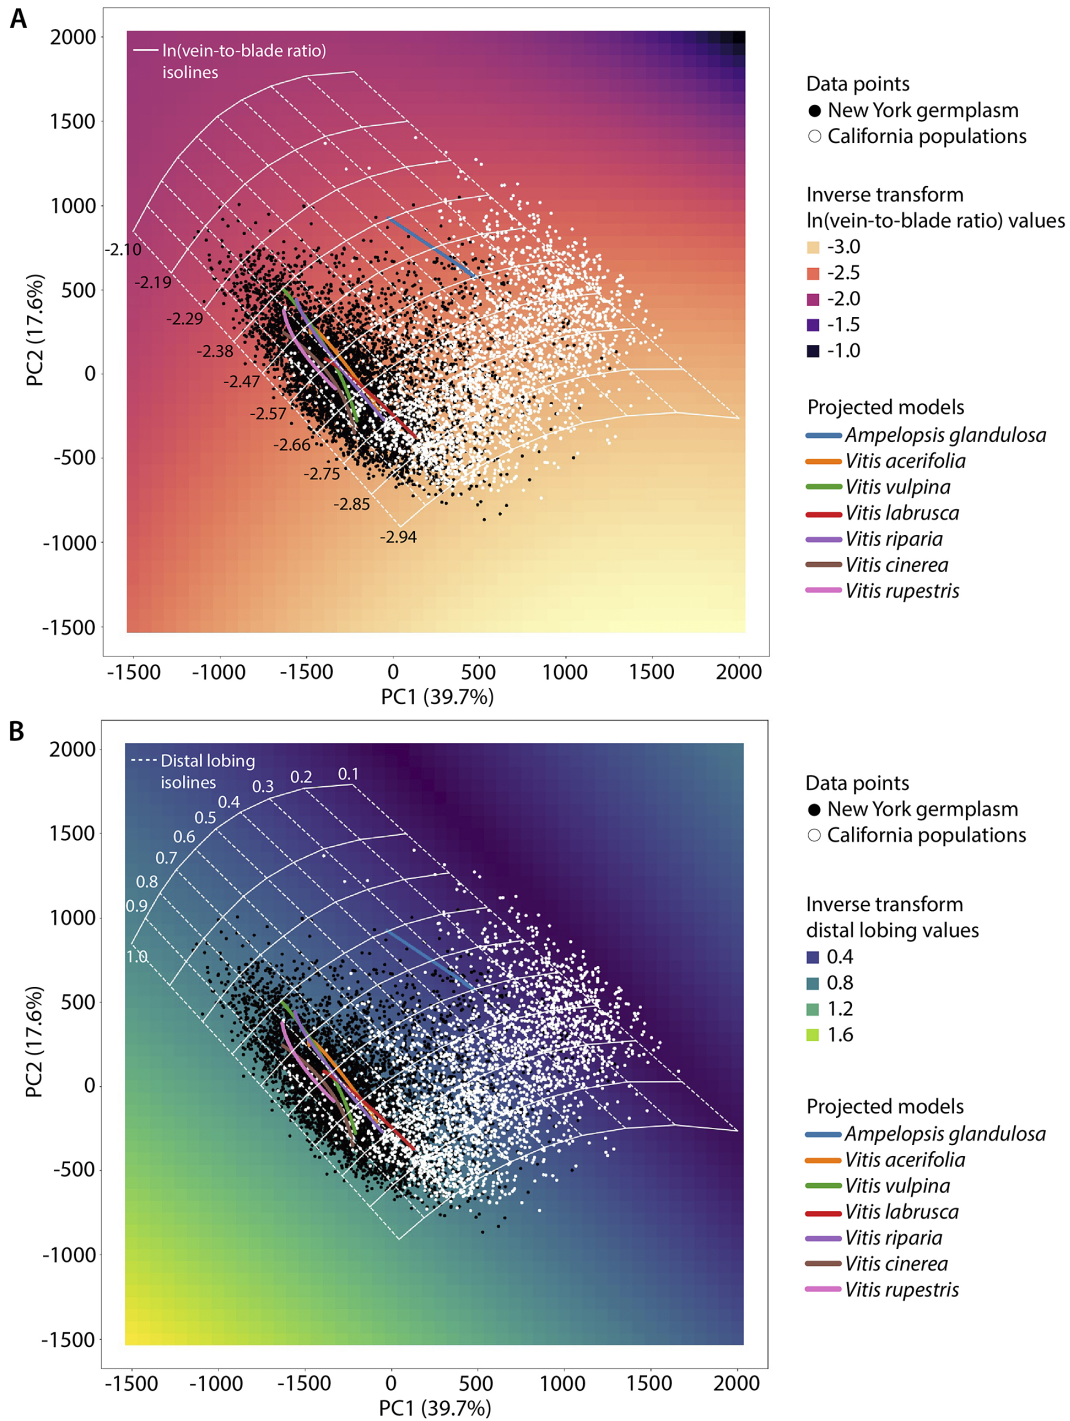 A
2000
1500
1000
500
0
-500
-1000
-1500
PC2 (17.6%)
ln(vein-to-blade ratio)
isolines
-2.10
-2.19
-2.29
-2.38
-2.47
-2.57
-2.66
-2.75
-2.85
-2.94
-1500
-1000
-1500
0
500
1000
1500
2000
PC1 (39.7%)
Data points
New York germplasm
California populations
Inverse transform
ln(vein-to-blade ratio) values
-3.0
-2.5
-2.0
-1.5
-1.0
Projected models
Ampelopsis glandulosa
Vitis acerifolia
Vitis vulpina
Vitis labrusca
Vitis riparia
Vitis cinerea
Vitis rupestris
B
2000
1500
1000
500
0
-500
-1000
-1500
PC2 (17.6%)
Distal lobing
isolines
0.1
0.2
0.3
0.4
0.5
0.6
0.7
0.8
0.9
1.0
-1500
-1000
-1500
0
500
1000
1500
2000
PC1 (39.7%)
Data points
New York germplasm
California populations
Inverse transform
distal lobing values
0.4
0.8
1.2
1.6
Projected models
Ampelopsis glandulosa
Vitis acerifolia
Vitis vulpina
Vitis labrusca
Vitis riparia
Vitis cinerea
Vitis rupestris